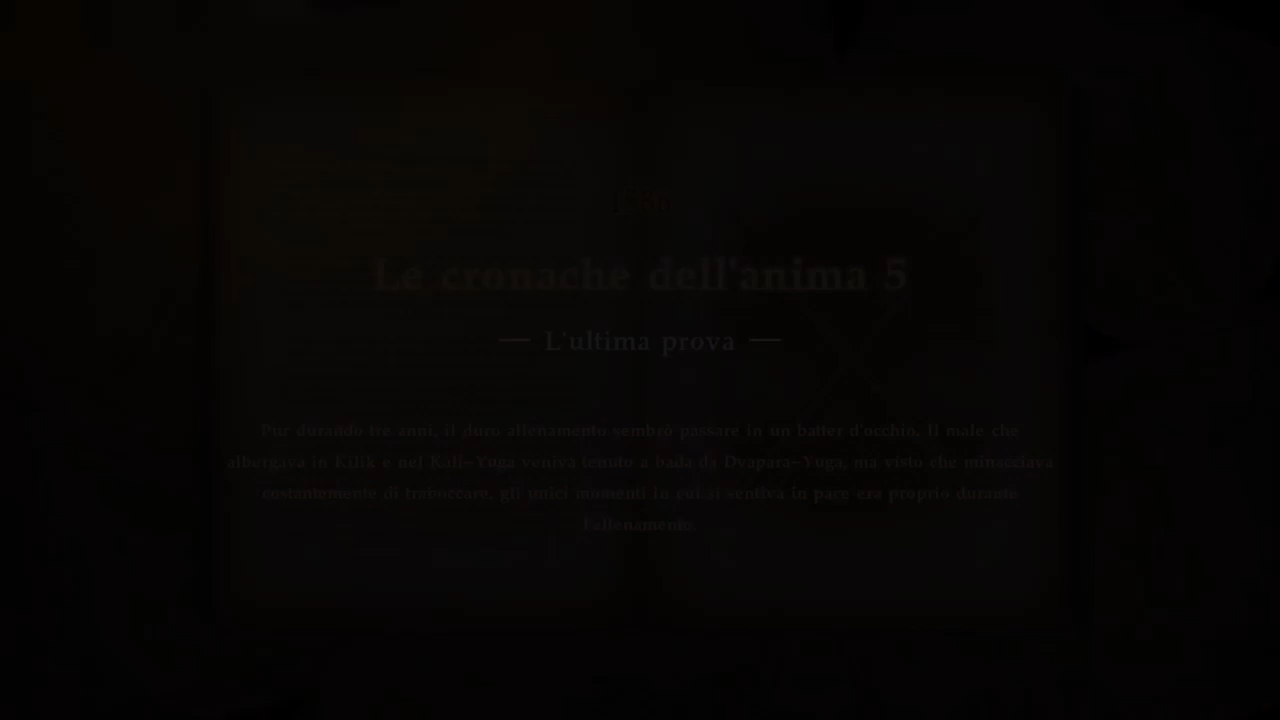 Le cronache dell'anima 5
— L'ultima prova —
Pur durando tre anni, il duro allenamento sembrò passare in un batter d'occhio. Il male che
albergava in Kilik e nel Kali-Yuga veniva tenuto a bada da Dvapara-Yuga, ma visto che minacciava
costantemente di traboccare, gli unici momenti in cui si sentiva in pace era proprio durante
l'allenamento.